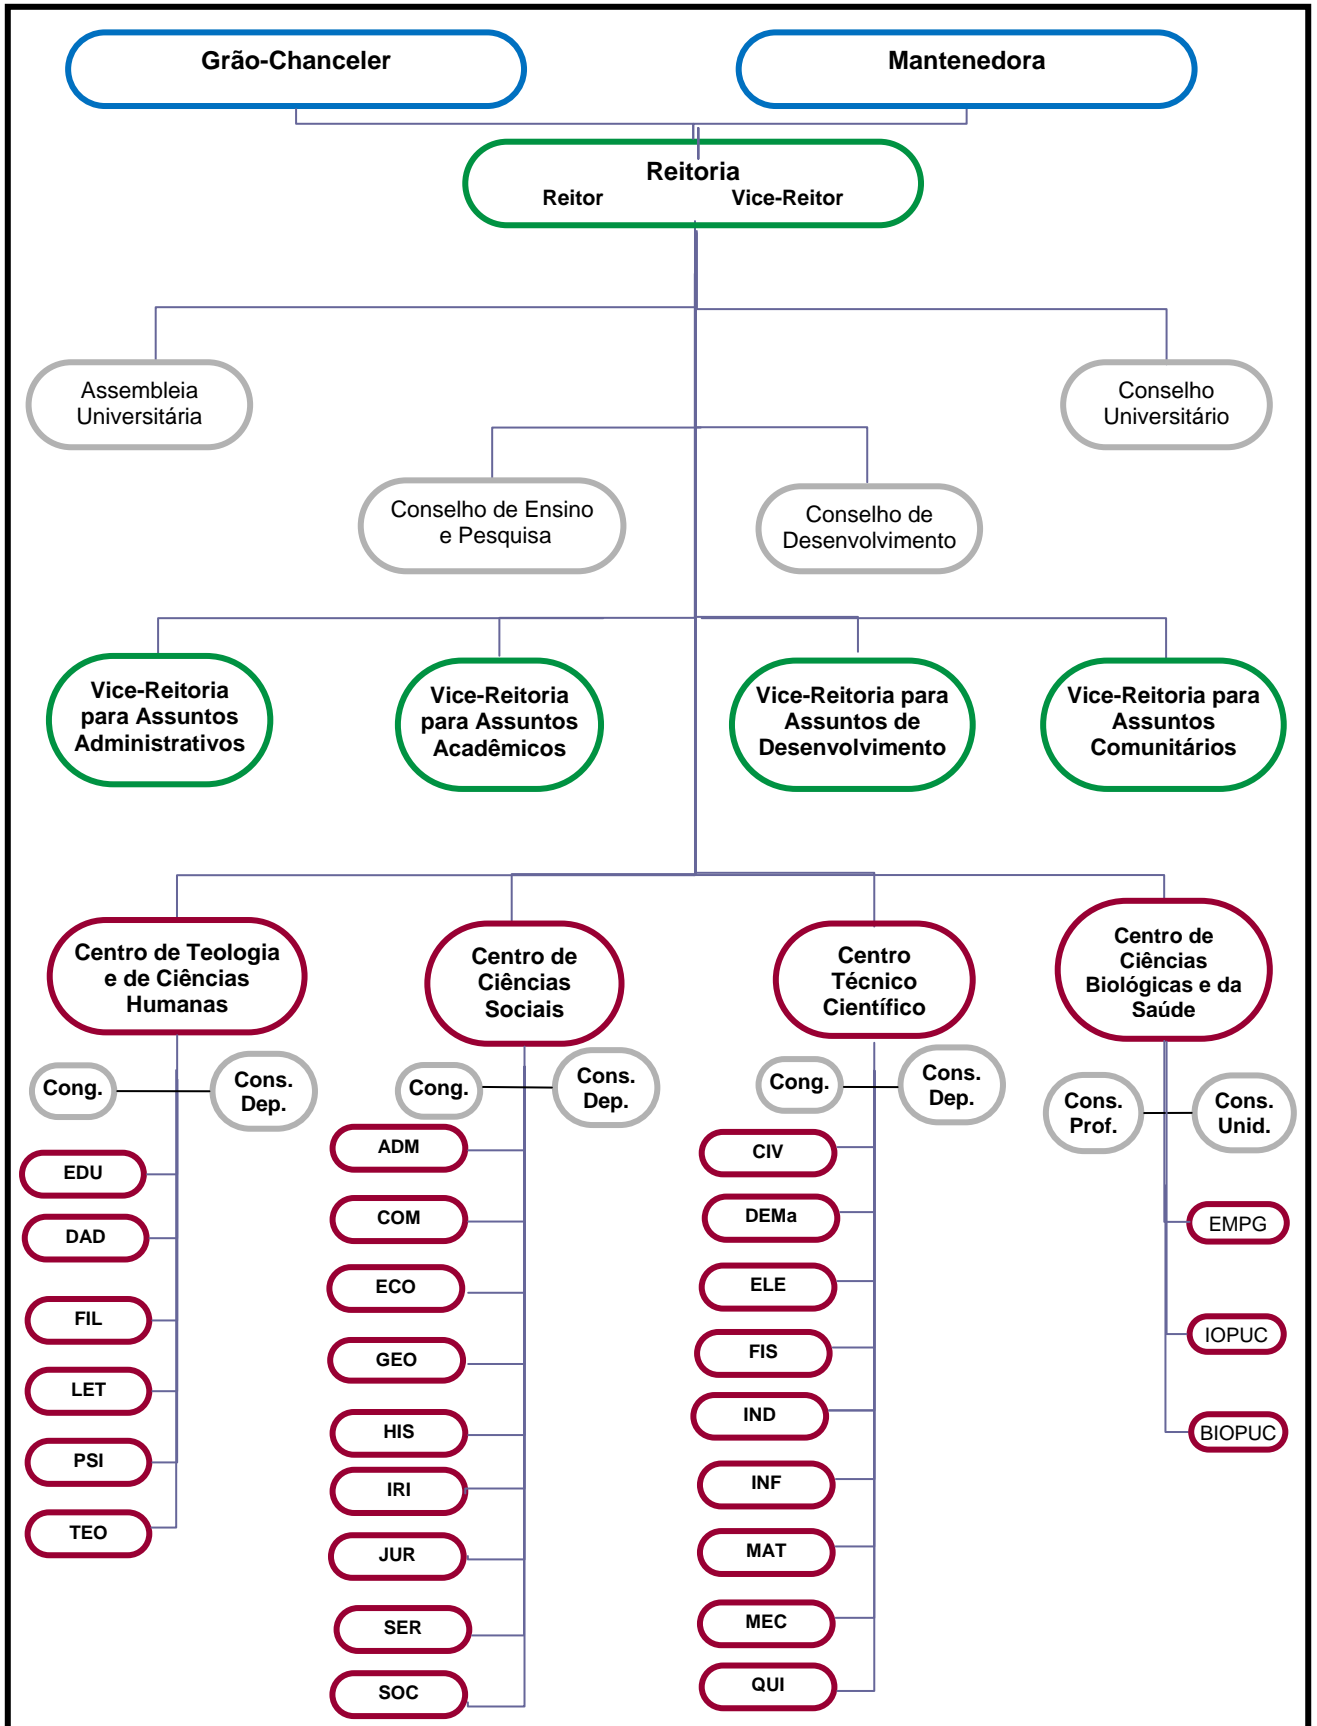 Grão-Chanceler
Mantenedora
Reitoria
Reitor Vice-Reitor
Assembleia
Universitária
Conselho
Universitário
Conselho de Ensino
e Pesquisa
Conselho de
Desenvolvimento
Vice-Reitoria
para Assuntos
Administrativos
Vice-Reitoria
para Assuntos
Acadêmicos
Vice-Reitoria para
Assuntos de
Desenvolvimento
Vice-Reitoria para
Assuntos
Comunitários
Centro de Teologia
e de Ciências
Humanas
Centro de
Ciências
Sociais
Centro
Técnico
Científico
Centro de
Ciências
Biológicas e da
Saúde
Cong.
Cons.
Dep.
EDU
DAD
FIL
LET
PSI
TEO
Cong.
Cons.
Dep.
ADM
COM
ECO
GEO
HIS
IRI
JUR
SER
SOC
Cong.
Cons.
Dep.
CIV
DEMa
ELE
FIS
IND
INF
MAT
MEC
QUI
Cons.
Prof.
Cons.
Unid.
EMPG
IOPUC
BIOPUC